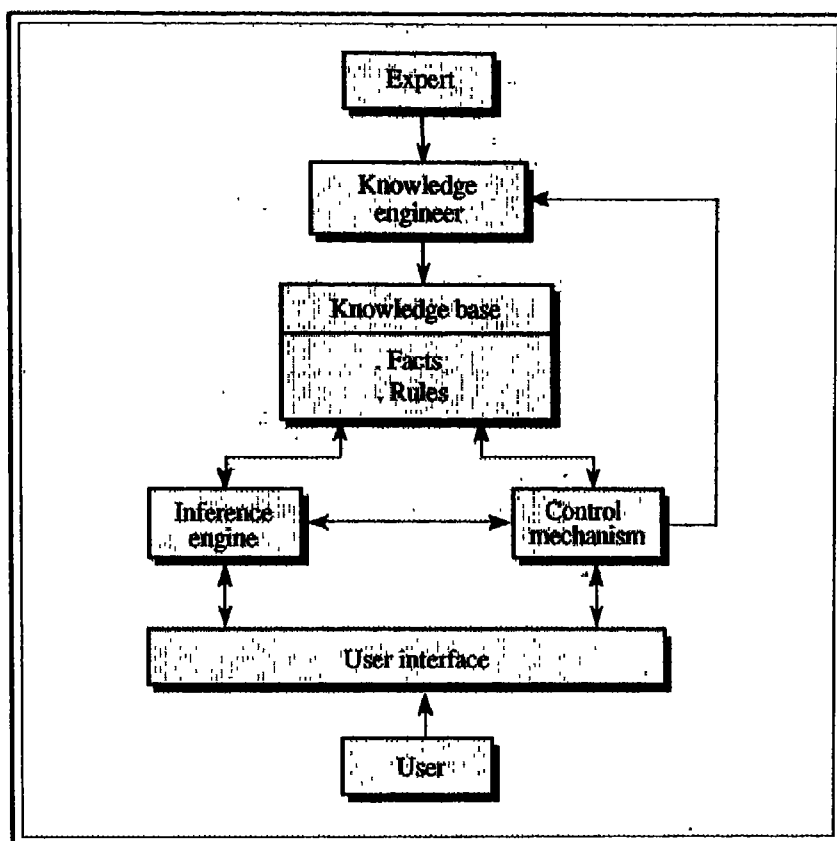 Expert
Knowledge
engineer
Knowledge base
Facts
Rules
Inference
engine
Control
mechanism
User interface
User